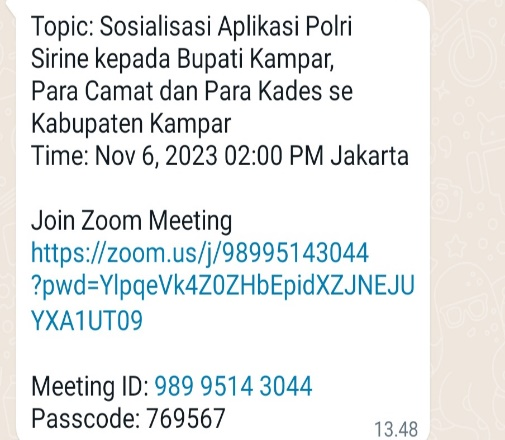 Topic: Sosialisasi Aplikasi Polri
Sirine kepada Bupati Kampar,
Para Camat dan Para Kades se
Kabupaten Kampar
Time: Nov 6, 2023 02:00 PM Jakarta

Join Zoom Meeting
https://zoom.us/j/98995143044
?pwd=YlpqeVk4Z0ZHbEpidXZJNEJU
YXA1UT09

Meeting ID: 989 9514 3044
Passcode: 769567
13.48